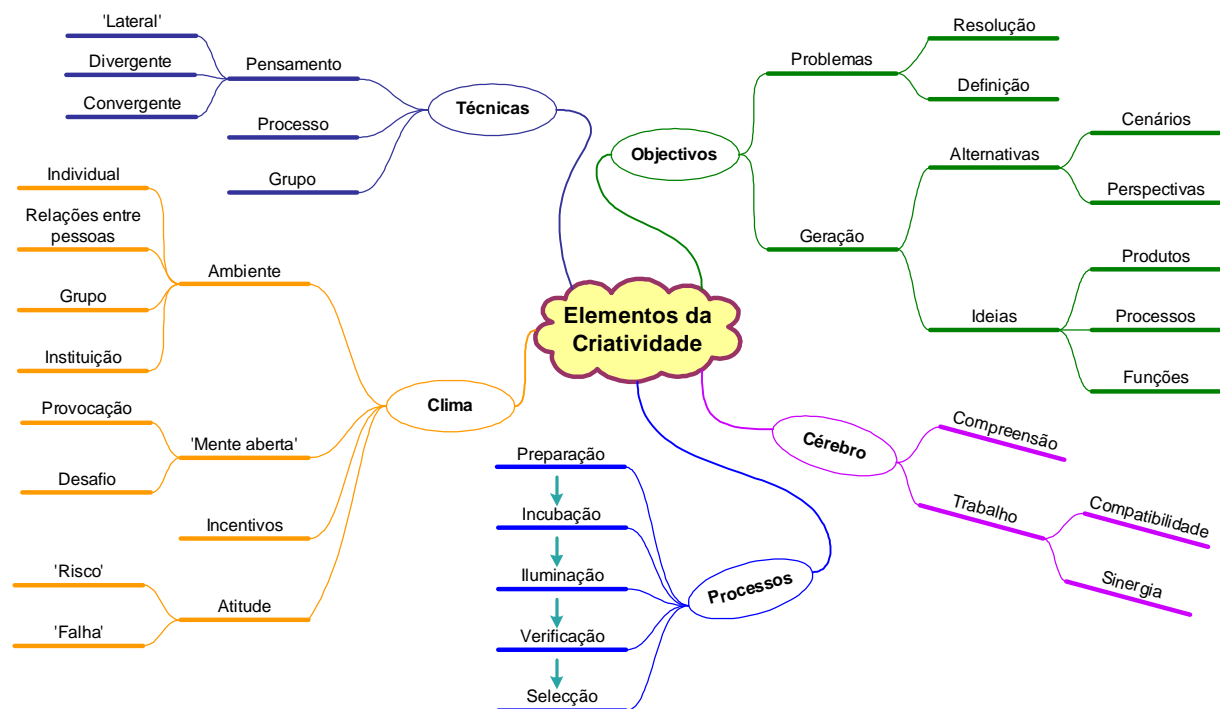 'Lateral'
Divergente
Convergente
Pensamento
Processo
Grupo
Técnicas
Resolução
Definição
Problemas
Objectivos
Cenários
Perspectivas
Alternativas
Geração
Produtos
Processos
Funções
Ideias
Individual
Relações entre
pessoas
Grupo
Instituição
Ambiente
Elementos da
Criatividade
Clima
Provocação
Desafio
'Mente aberta'
Incentivos
'Risco'
'Falha'
Atitude
Preparação
Incubação
Iluminação
Verificação
Selecção
Processos
Cérebro
Compreensão
Trabalho
Compatibilidade
Sinergia